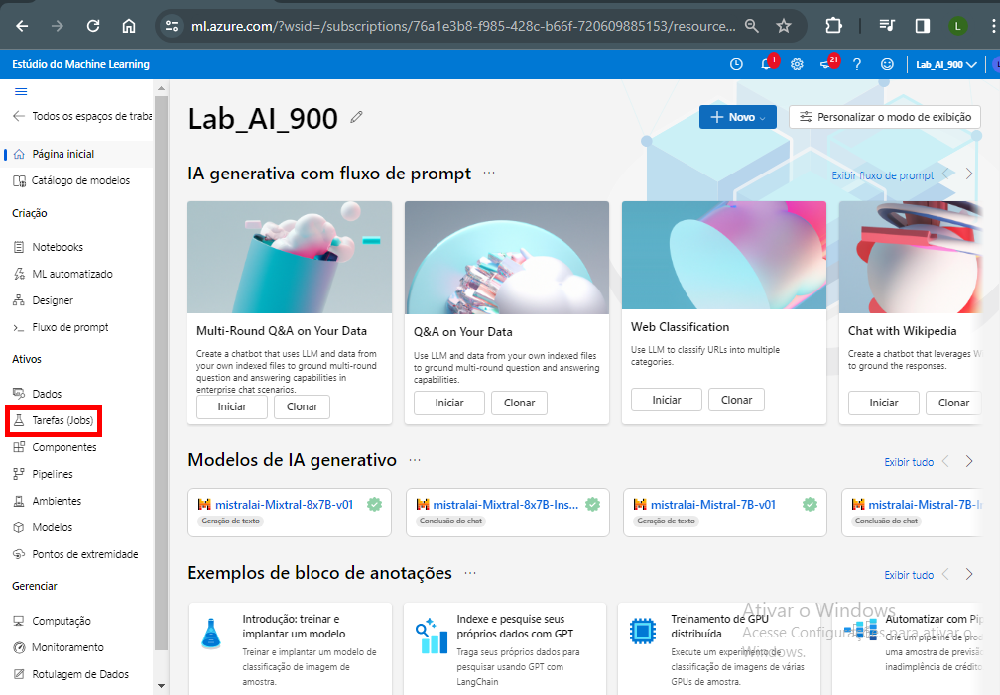 ml.azure.com/?wsid=/subscriptions/76a1e3b8-f985-428c-b66f-720609885153/resource...
L
Estúdio do Machine Learning
1
21
?
Lab_AI_900
Todos os espaços de traba
Página inicial
Catálogo de modelos
Criação
Notebooks
ML automatizado
Designer
Fluxo de prompt
Ativos
Dados
Tarefas (Jobs)
Componentes
Pipelines
Ambientes
Modelos
Pontos de extremidade
Gerenciar
Computação
Monitoramento
Rotulagem de Dados
Lab_AI_900
Novo
Personalizar o modo de exibição
IA generativa com fluxo de prompt
...
Exibir fluxo de prompt
Multi-Round Q&A on Your Data
Create a chatbot that uses LLM and data from
your own indexed files to ground multi-round
question and answering capabilities in
enterprise chat scenarios.
Iniciar
Clonar
Q&A on Your Data
Use LLM and data from your own indexed files
to ground question and answering
capabilities.
Iniciar
Clonar
Web Classification
Use LLM to classify URLs into multiple
categories.
Iniciar
Clonar
Chat with Wikipedia
Create a chatbot that leverages W
to ground the responses.
Iniciar
Clonar
Modelos de IA generativo
...
Exibir tudo
mistralai-Mixtral-8x7B-v01
Geração de texto
mistralai-Mixtral-8x7B-Ins...
Conclusão do chat
mistralai-Mistral-7B-v01
Geração de texto
mistralai-Mistral-7B-I
Conclusão do chat
Exemplos de bloco de anotações
...
Exibir tudo
Introdução: treinar e
implantar um modelo
Treinar e implantar um modelo de
classificação de imagem de
amostra.
Indexe e pesquise seus
próprios dados com GPT
Traga seus próprios dados para
pesquisa usando GPT com
LangChain
Treinamento de GPU
distribuída
Execute um experimento de
classificação de imagens de várias
GPUs de amostra.
Automatizar com Pip
Crie um pipeline de proc
uma amostra de previsão
inadimplência de crédito
Ativar o Windows
Acesse Configurações para ativar o
Windows.